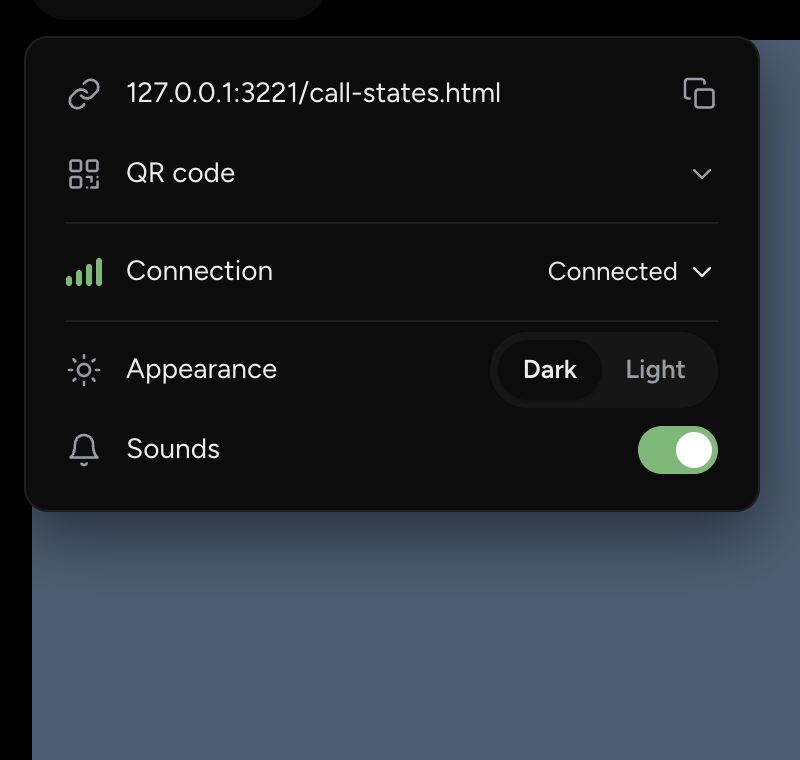 127.0.0.1:3221/call-states.html
QR code
Connection Connected
Appearance Dark Light
Sounds